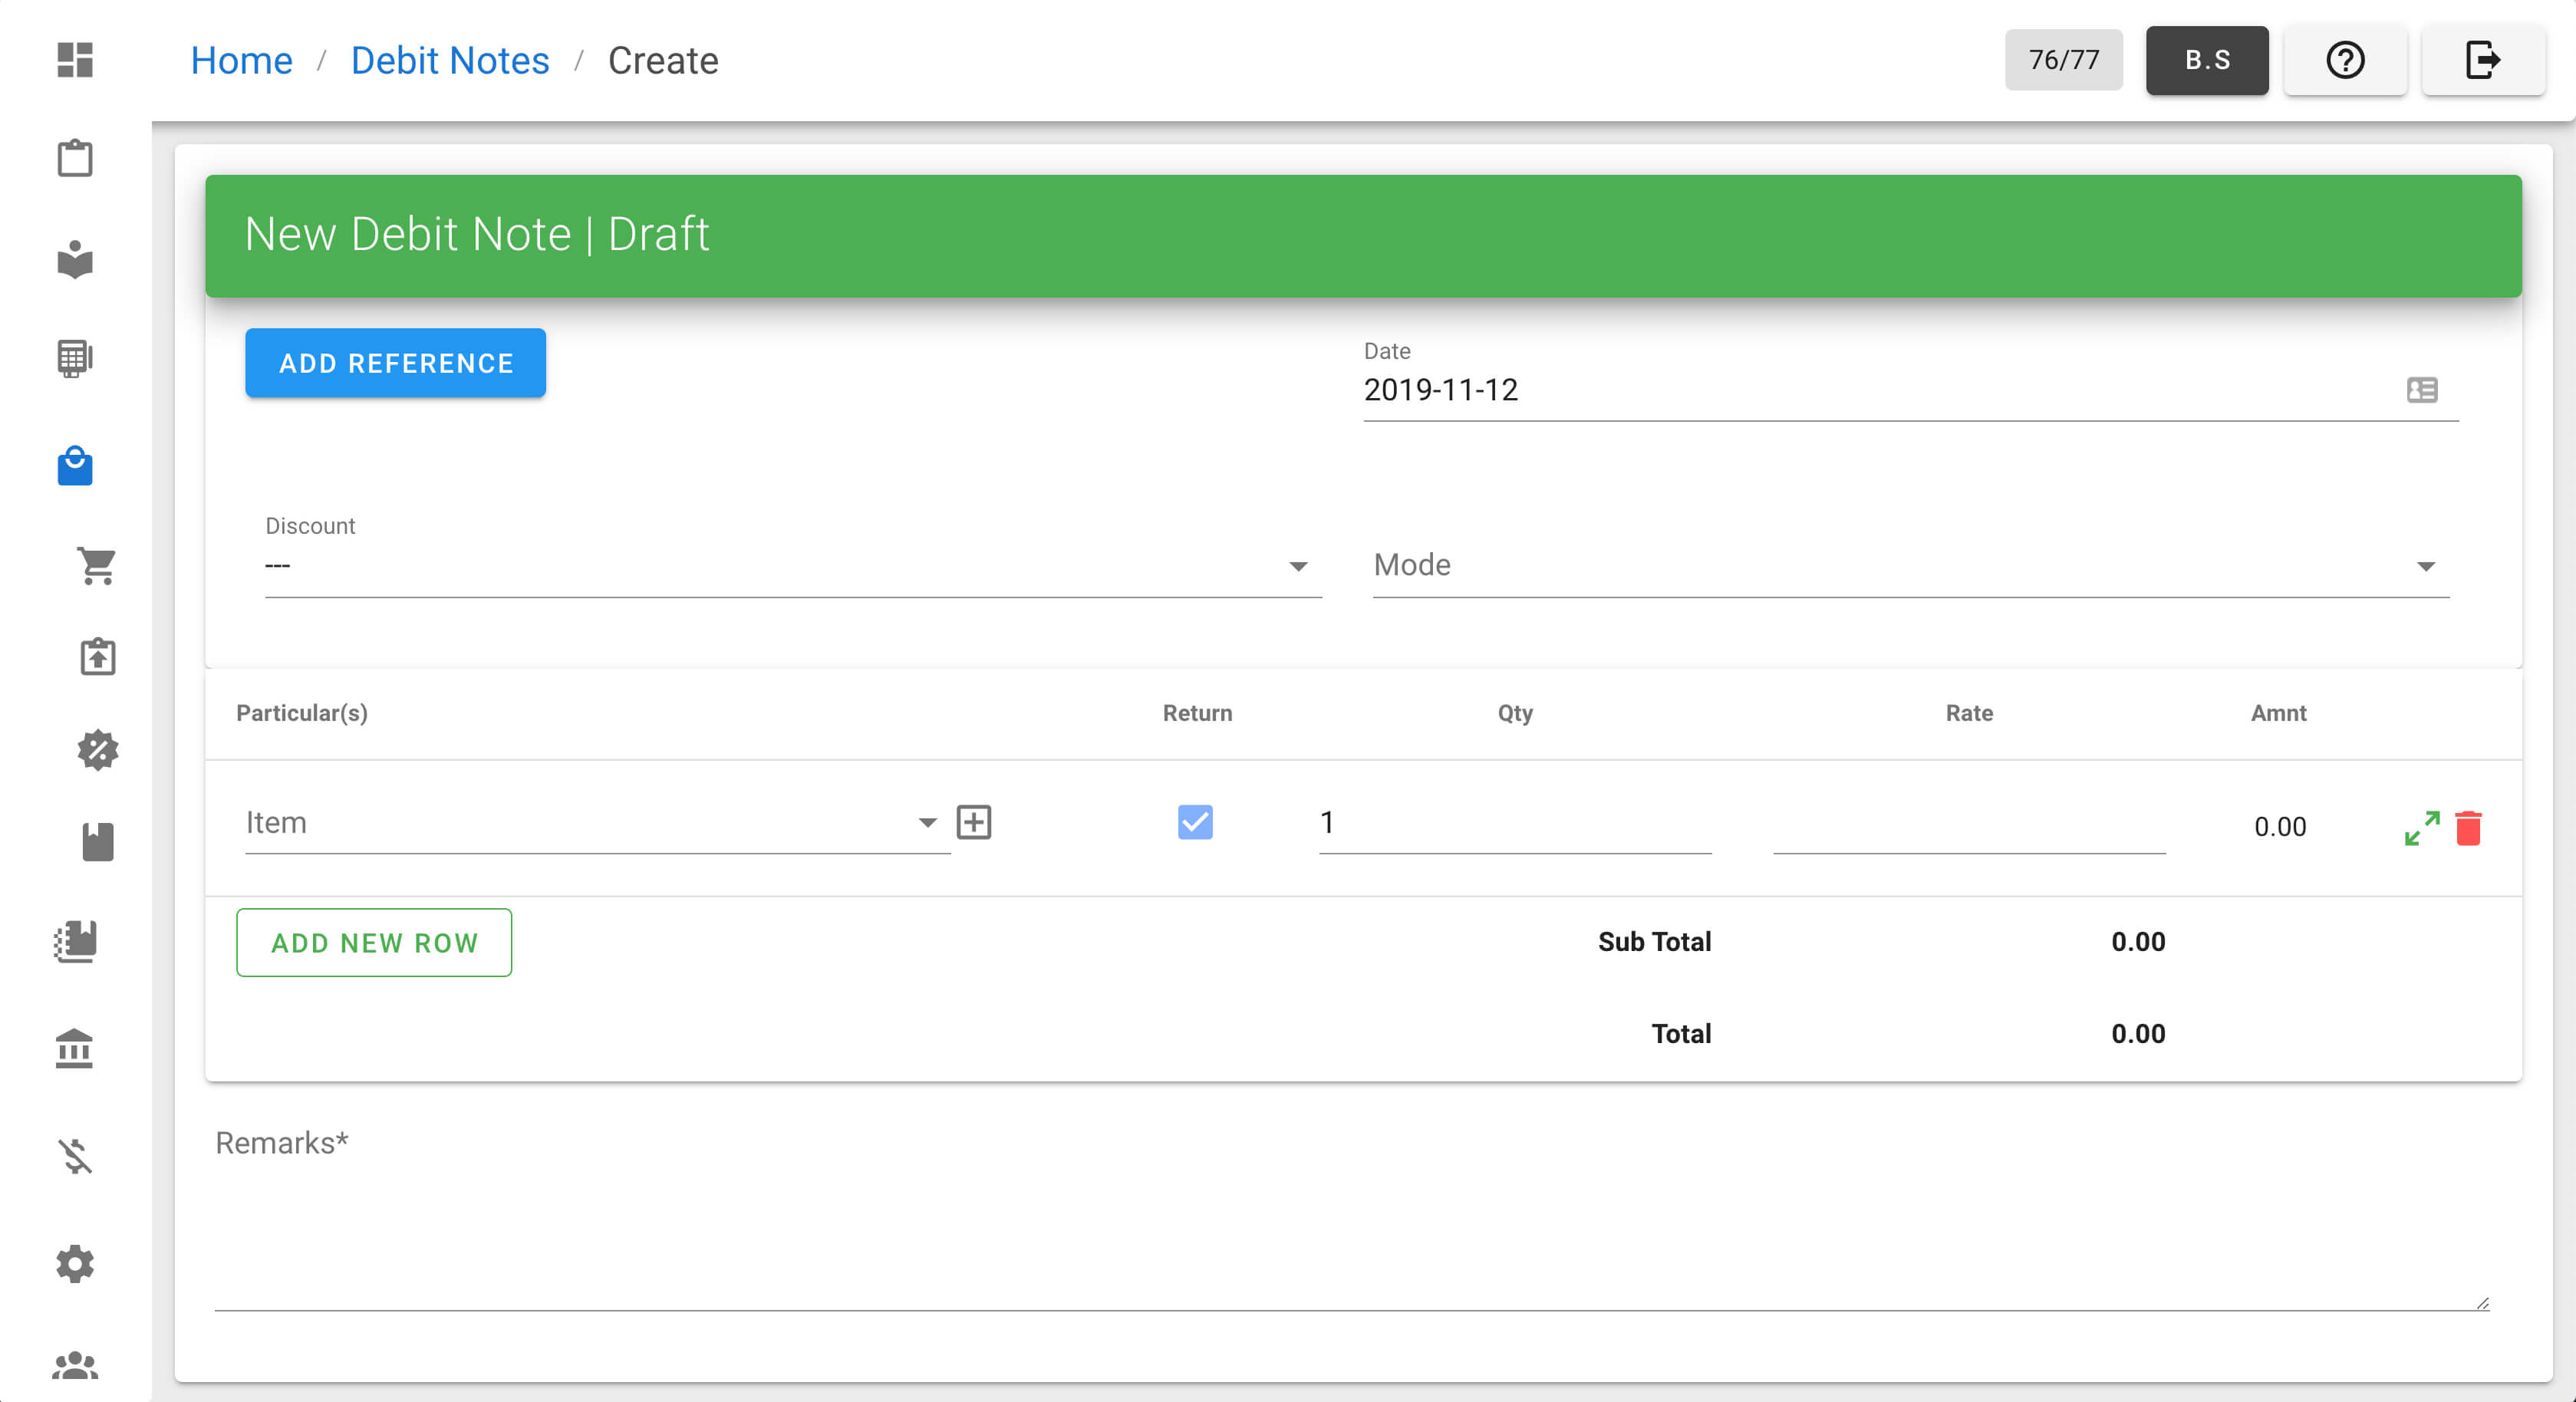 Home / Debit Notes / Create
76/77
B.S
New Debit Note | Draft
ADD REFERENCE
Date
2019-11-12
Discount
---
Mode
Particular(s) Return Qty Rate Amnt
Item 1 0.00
ADD NEW ROW
Sub Total 0.00
Total 0.00
Remarks*